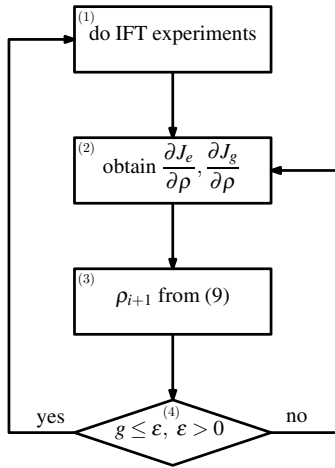 (1)
do IFT experiments
(2)
obtain ∂J_e/∂ρ, ∂J_g/∂ρ
(3)
ρ_{i+1} from (9)
(4)
yes
g ≤ ε, ε > 0
no